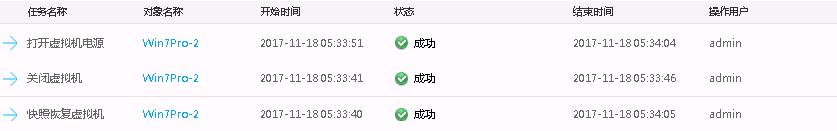 任务名称 对象名称 开始时间 状态 结束时间 操作用户
打开虚拟机电源 Win7Pro-2 2017-11-18 05:33:51 成功 2017-11-18 05:34:04 admin
关闭虚拟机 Win7Pro-2 2017-11-18 05:33:41 成功 2017-11-18 05:33:46 admin
快照恢复虚拟机 Win7Pro-2 2017-11-18 05:33:40 成功 2017-11-18 05:34:05 admin